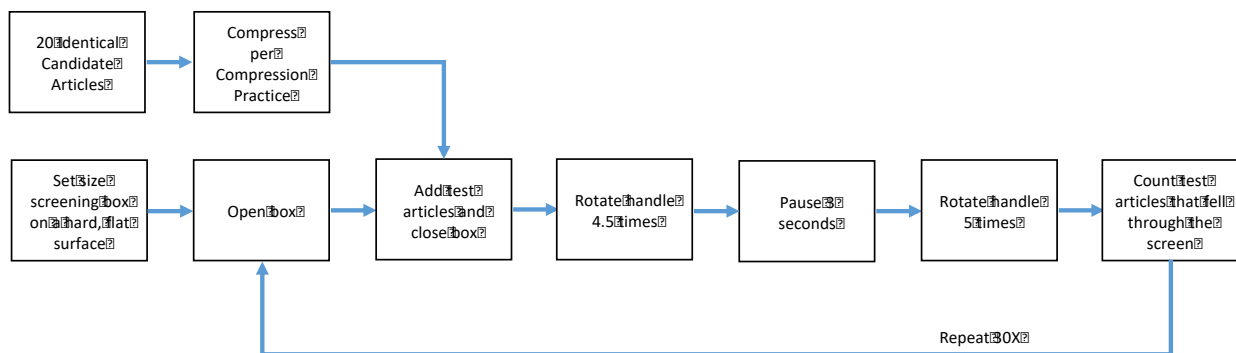 20 Identical
Candidate
Articles
Compress
per
Compression
Practice
Set size
screening box
on a hard, flat
surface
Open box
Add test
articles and
close box
Rotate handle
4.5 times
Pause 3
seconds
Rotate handle
5 times
Count test
articles that fell
through the
screen
Repeat 30X